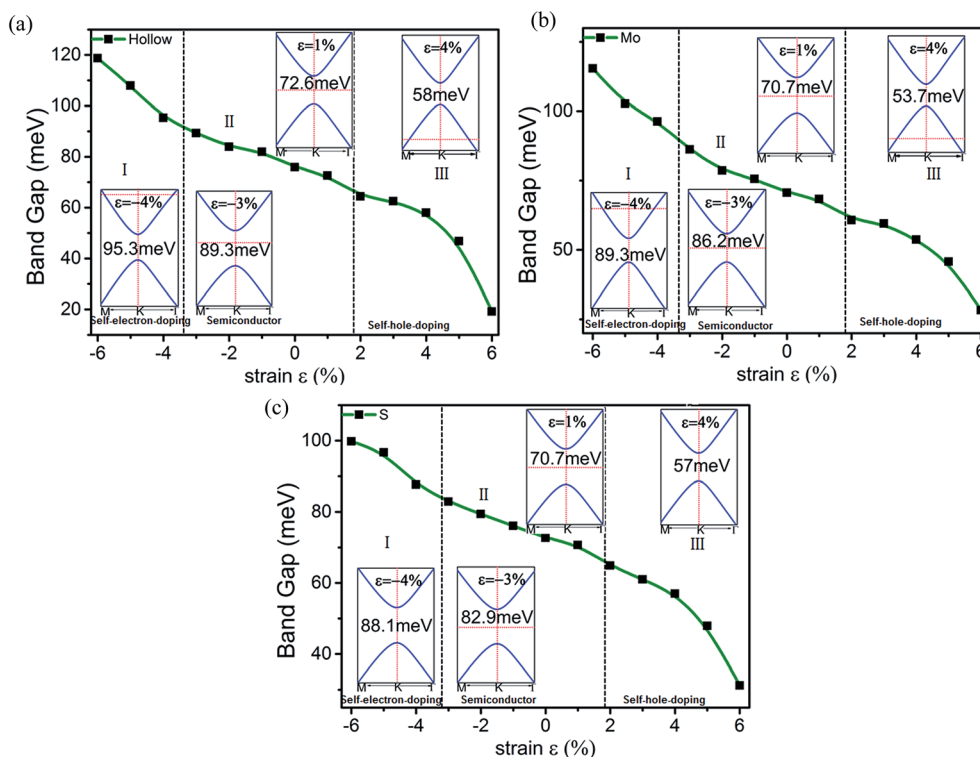 (a)
Hollow
Band Gap (meV)
120
100
80
60
40
20
-6 -4 -2 0 2 4 6
strain ε (%)
I
II
III
ε=−4%
95.3meV
M K Γ
Self-electron-doping
ε=−3%
89.3meV
M K Γ
Semiconductor
ε=1%
72.6meV
M K Γ
ε=4%
58meV
M K Γ
Self-hole-doping
(b)
Mo
Band Gap (meV)
100
50
-6 -4 -2 0 2 4 6
strain ε (%)
I
II
III
ε=−4%
89.3meV
M K Γ
Self-electron-doping
ε=−3%
86.2meV
M K Γ
Semiconductor
ε=1%
70.7meV
M K Γ
ε=4%
53.7meV
M K Γ
Self-hole-doping
(c)
S
Band Gap (meV)
100
80
60
40
-6 -4 -2 0 2 4 6
strain ε (%)
I
II
III
ε=−4%
88.1meV
M K Γ
Self-electron-doping
ε=−3%
82.9meV
M K Γ
Semiconductor
ε=1%
70.7meV
M K Γ
ε=4%
57meV
M K Γ
Self-hole-doping